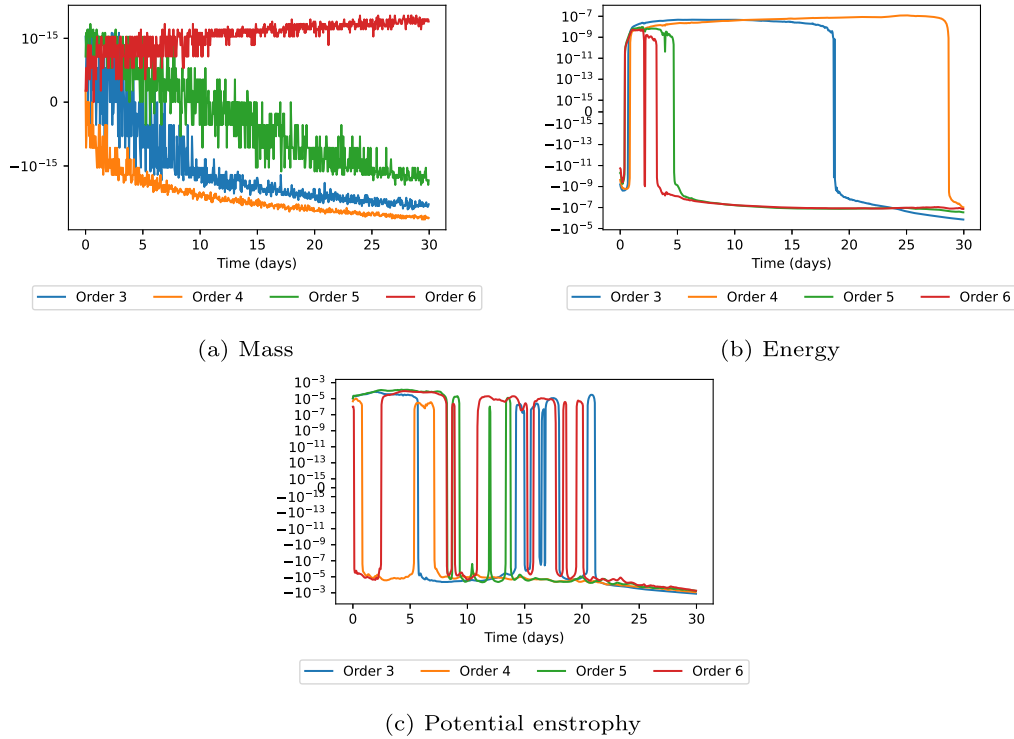 10⁻¹⁵
0
−10⁻¹⁵
0 5 10 15 20 25 30
Time (days)
Order 3 Order 4 Order 5 Order 6
(a) Mass
10⁻⁷
10⁻⁹
10⁻¹¹
10⁻¹³
10⁻¹⁵
0
−10⁻¹⁵
−10⁻¹³
−10⁻¹¹
−10⁻⁹
−10⁻⁷
−10⁻⁵
0 5 10 15 20 25 30
Time (days)
Order 3 Order 4 Order 5 Order 6
(b) Energy
10⁻³
10⁻⁵
10⁻⁷
10⁻⁹
10⁻¹¹
10⁻¹³
10⁻¹⁵
0
−10⁻¹⁵
−10⁻¹³
−10⁻¹¹
−10⁻⁹
−10⁻⁷
−10⁻⁵
−10⁻³
0 5 10 15 20 25 30
Time (days)
Order 3 Order 4 Order 5 Order 6
(c) Potential enstrophy